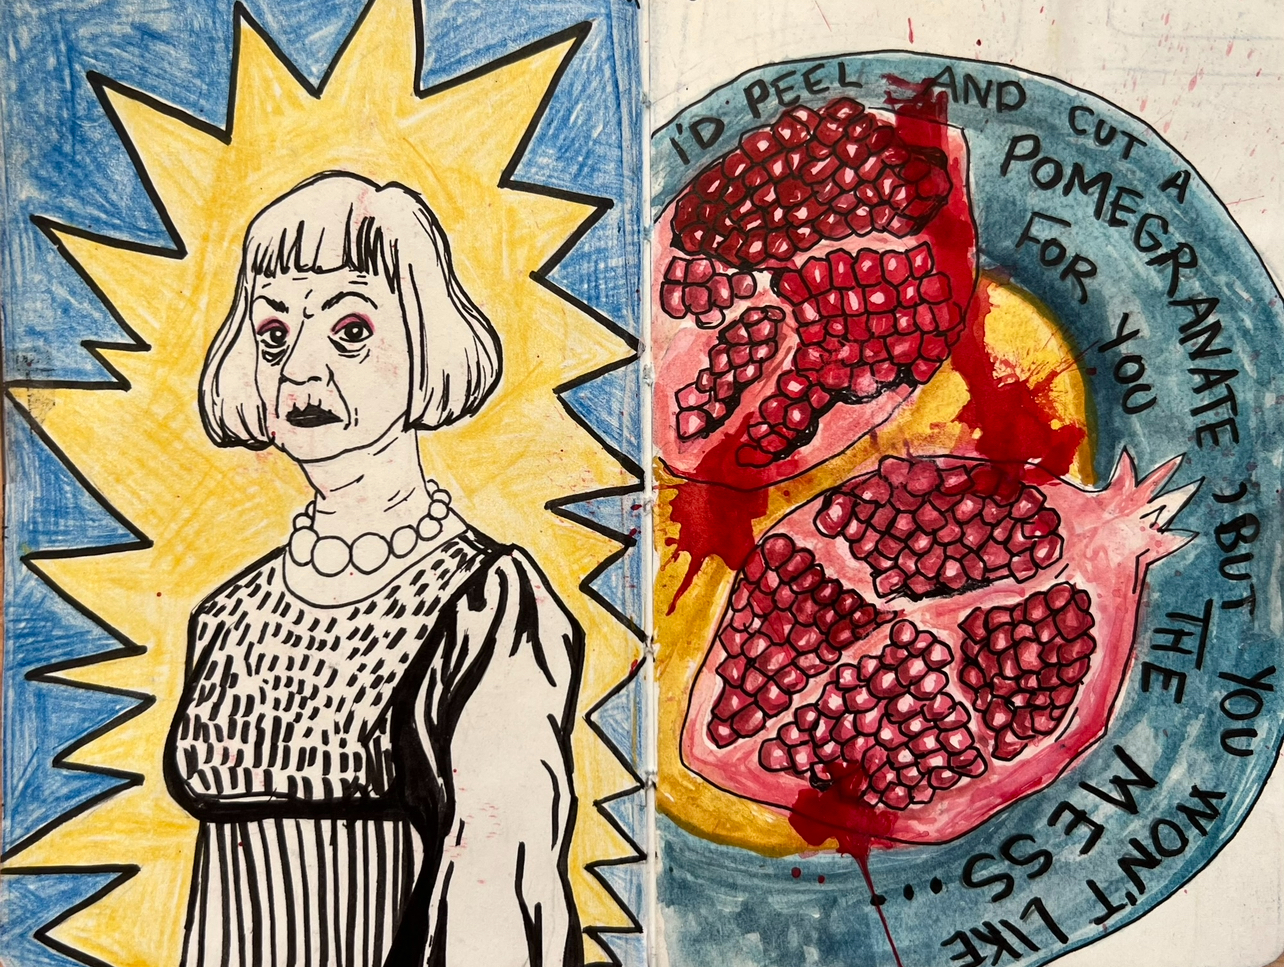 I'D PEEL AND CUT A
POMEGRANATE
FOR
YOU
, BUT YOU
WON'T LIKE
THE
MESS...